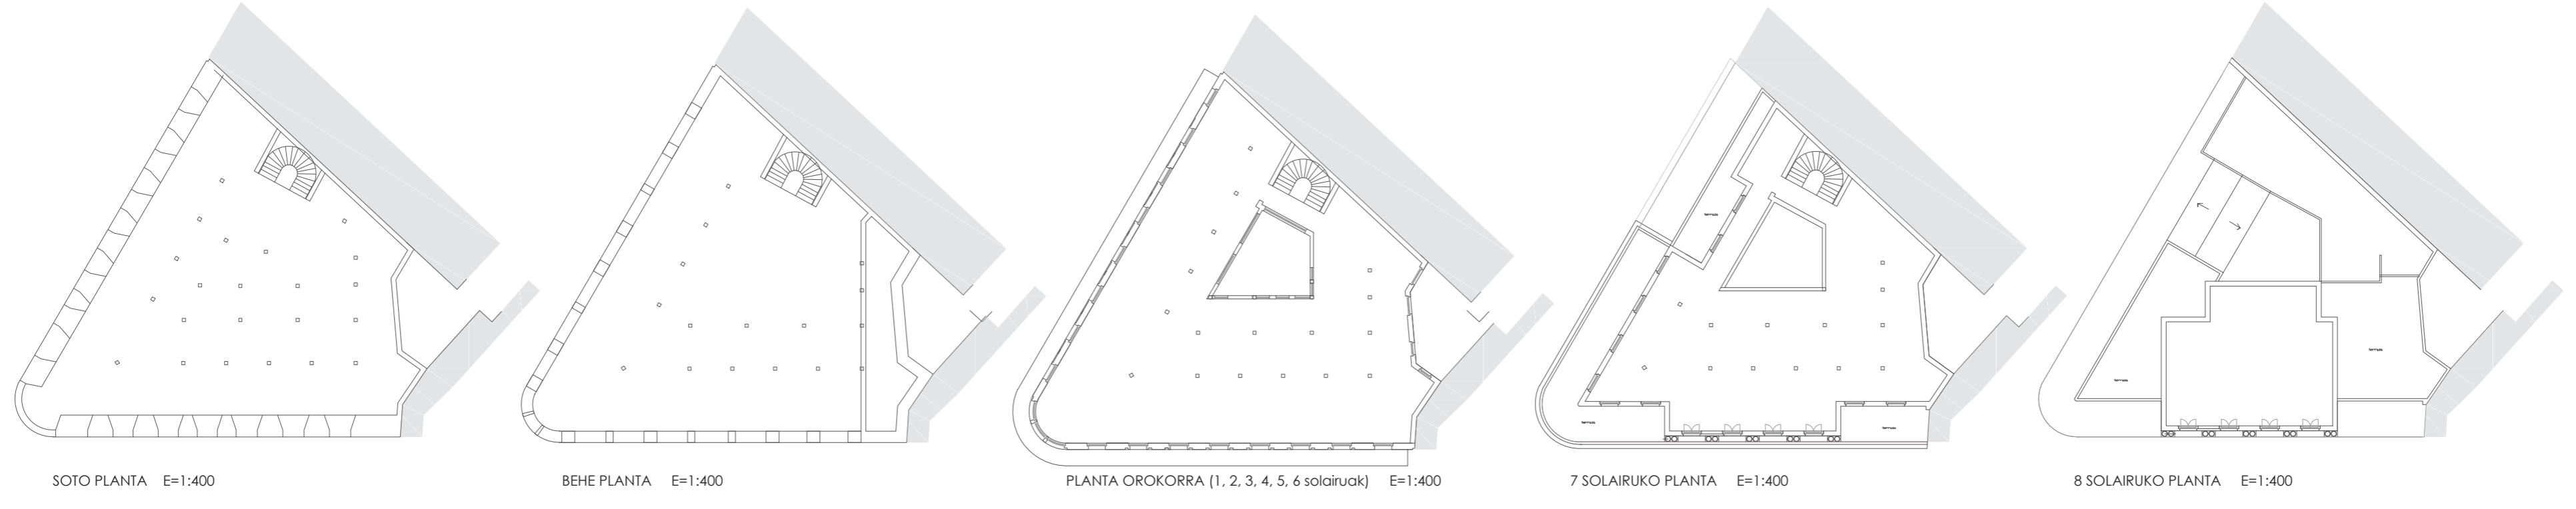 SOTO PLANTA E=1:400
BEHE PLANTA E=1:400
PLANTA OROKORRA (1, 2, 3, 4, 5, 6 solairuak) E=1:400
7 SOLAIRUKO PLANTA E=1:400
8 SOLAIRUKO PLANTA E=1:400